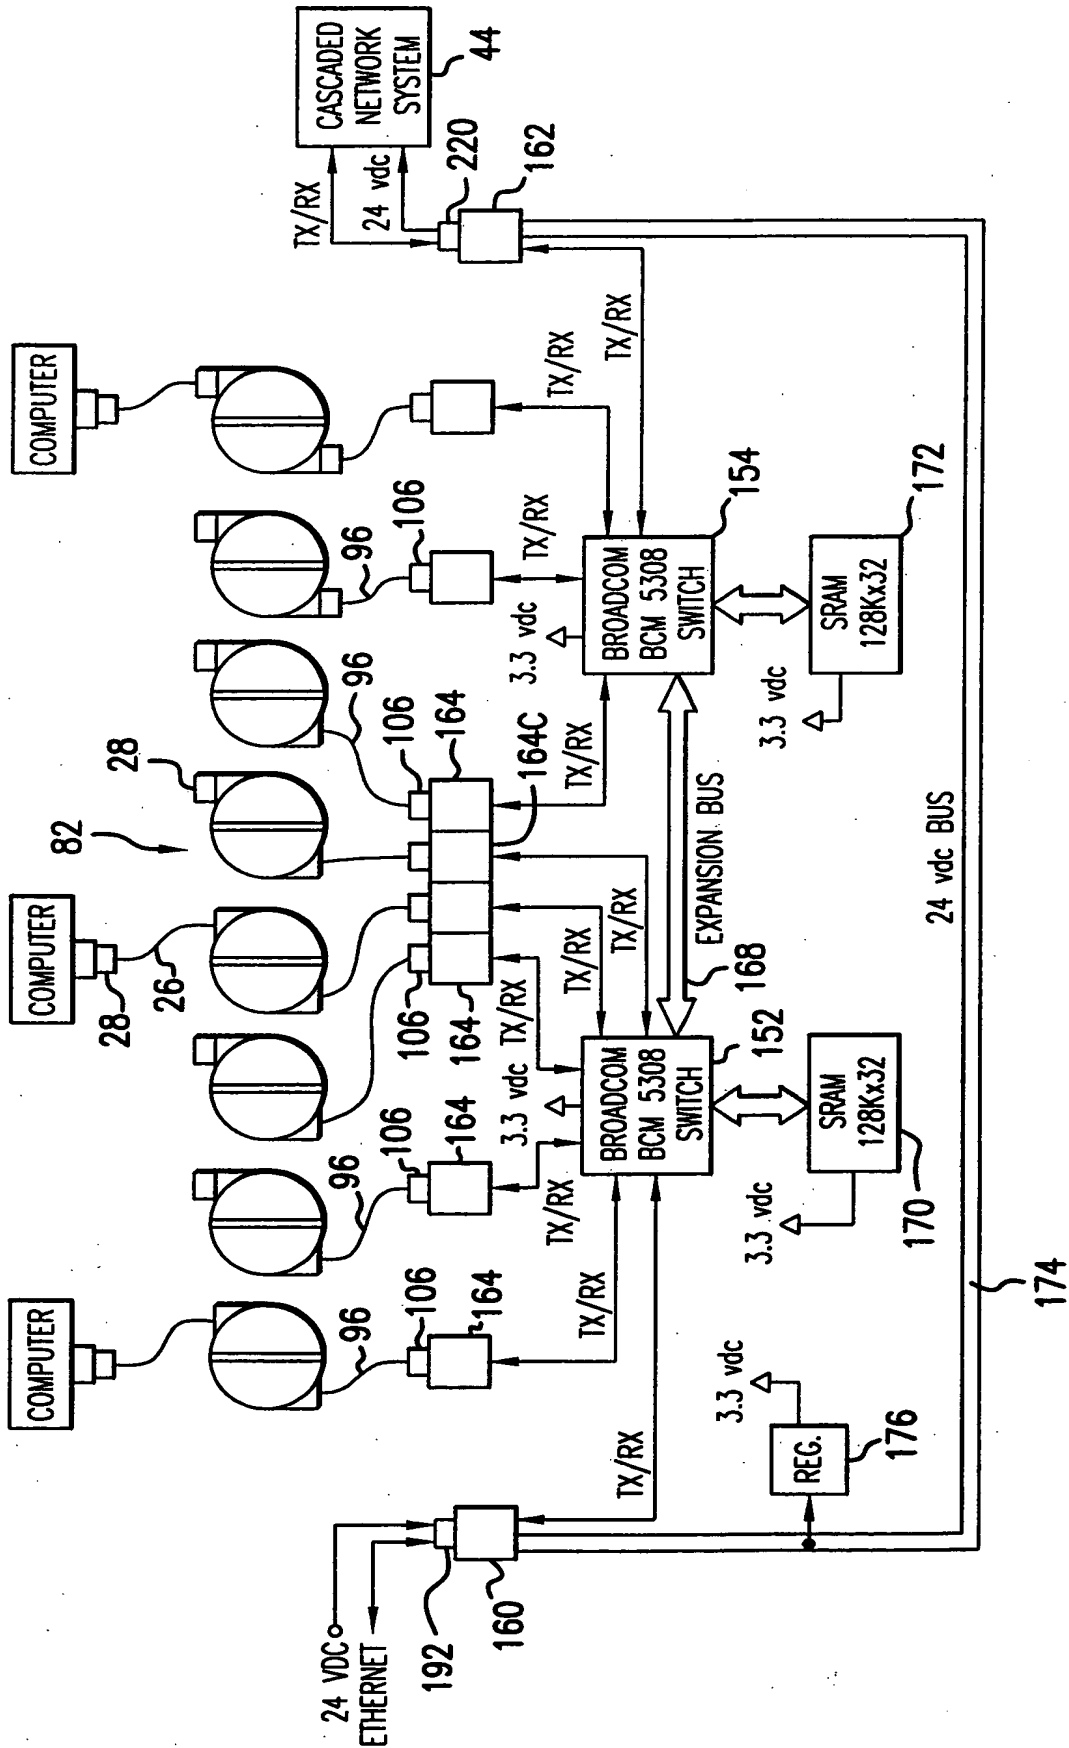 COMPUTER
COMPUTER
COMPUTER
28
26
82
28
96
96
96
96
106
106
106
106
106
164
164
164
164
164C
TX/RX
TX/RX
24 vdc
CASCADED
NETWORK
SYSTEM
44
220
162
24 VDC
ETHERNET
192
160
TX/RX
TX/RX
TX/RX
3.3 vdc
TX/RX
TX/RX
TX/RX
TX/RX
3.3 vdc
TX/RX
TX/RX
TX/RX
BROADCOM
BCM 5308
SWITCH
152
EXPANSION BUS
168
BROADCOM
BCM 5308
SWITCH
154
REG.
176
3.3 vdc
3.3 vdc
SRAM
128Kx32
170
3.3 vdc
SRAM
128Kx32
172
24 vdc BUS
174